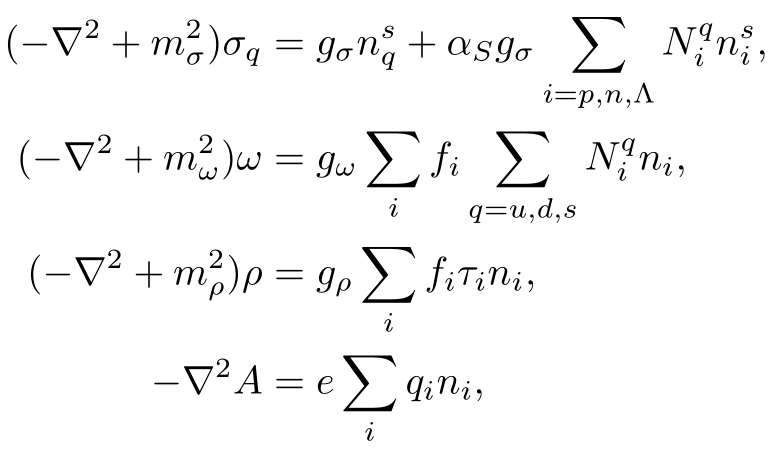 (−∇² + m_σ²)σ_q = g_σ n_q^s + α_S g_σ ∑_{i=p,n,Λ} N_i^q n_i^s,
(−∇² + m_ω²)ω = g_ω ∑_i f_i ∑_{q=u,d,s} N_i^q n_i,
(−∇² + m_ρ²)ρ = g_ρ ∑_i f_i τ_i n_i,
−∇²A = e ∑_i q_i n_i,